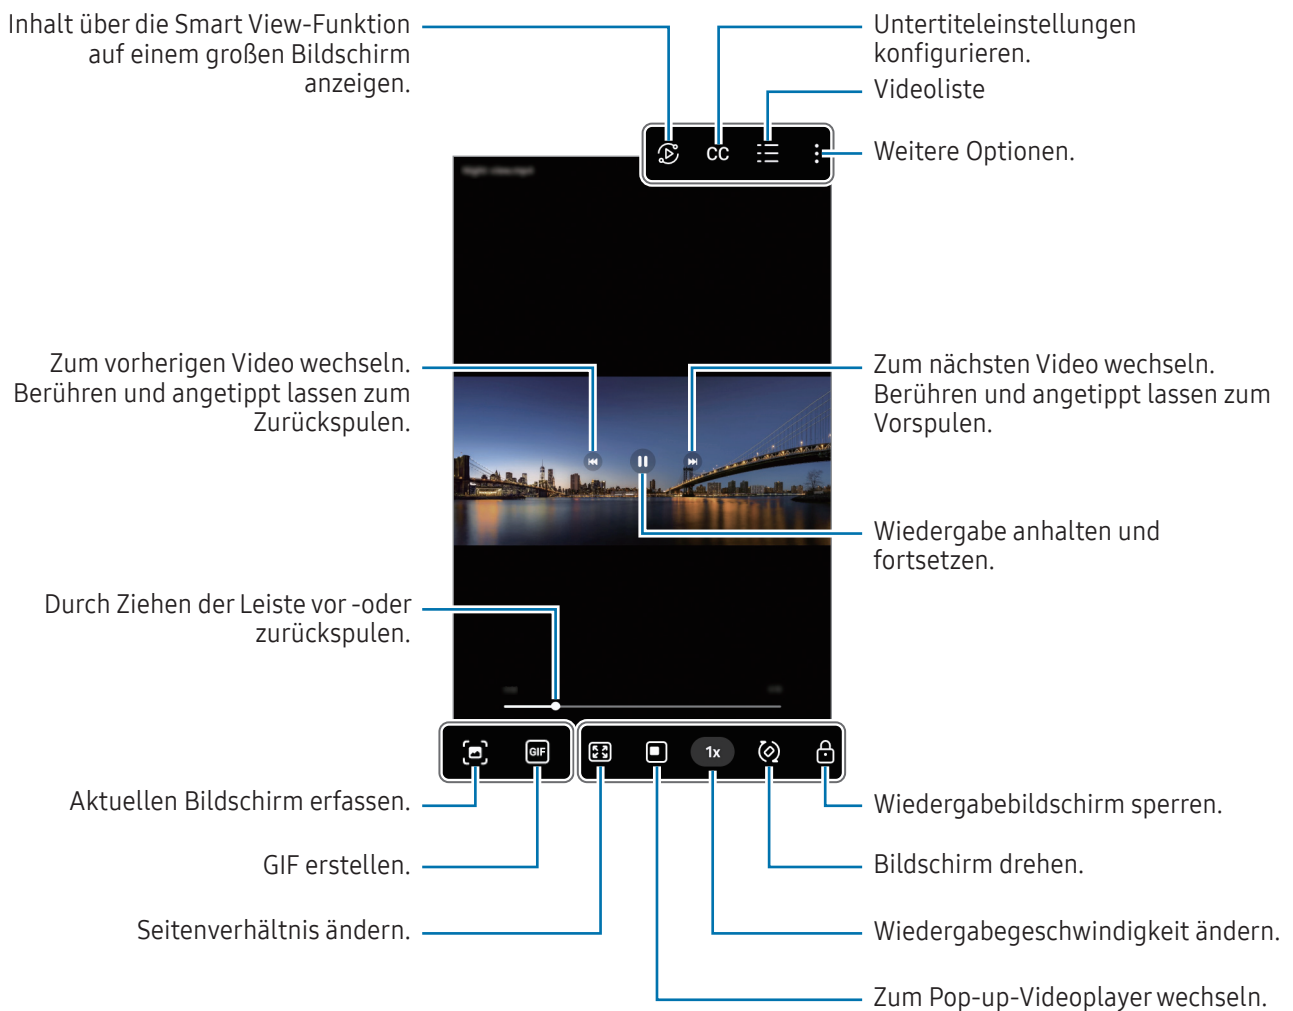 Inhalt über die Smart View-Funktion
auf einem großen Bildschirm
anzeigen.
Untertiteleinstellungen
konfigurieren.
Videoliste
CC
Weitere Optionen.
Zum vorherigen Video wechseln.
Berühren und angetippt lassen zum
Zurückspulen.
Zum nächsten Video wechseln.
Berühren und angetippt lassen zum
Vorspulen.
Wiedergabe anhalten und
fortsetzen.
Durch Ziehen der Leiste vor -oder
zurückspulen.
GIF
1x
Aktuellen Bildschirm erfassen.
Wiedergabebildschirm sperren.
GIF erstellen.
Bildschirm drehen.
Seitenverhältnis ändern.
Wiedergabegeschwindigkeit ändern.
Zum Pop-up-Videoplayer wechseln.